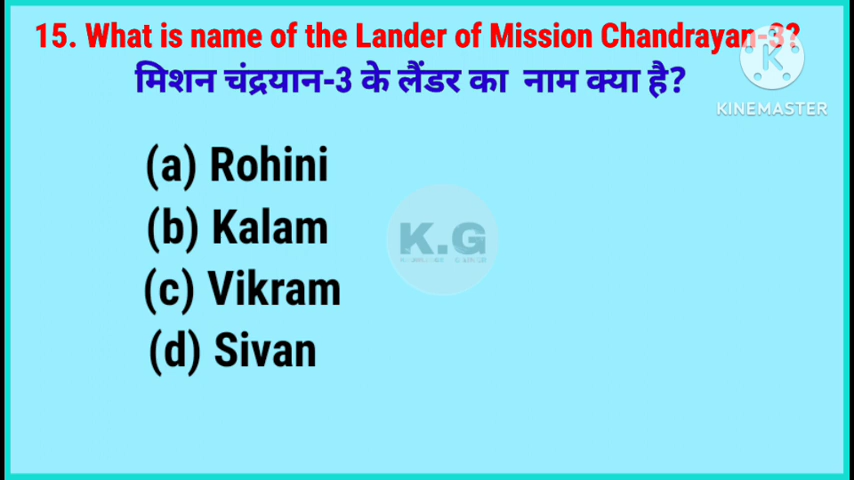 15. What is name of the Lander of Mission Chandrayan-3?
मिशन चंद्रयान-3 के लैंडर का नाम क्या है?
KINEMASTER
(a) Rohini
(b) Kalam
K.G
(c) Vikram
(d) Sivan